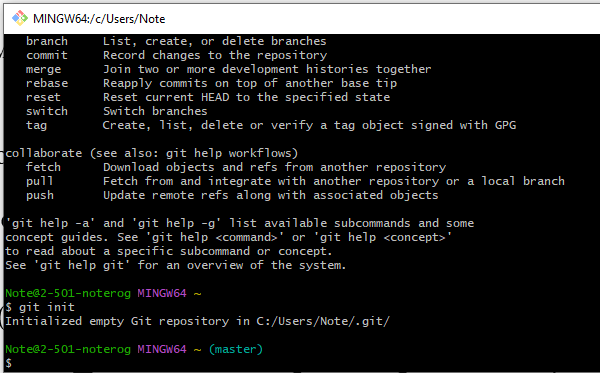 MINGW64:/c/Users/Note
branch List, create, or delete branches
commit Record changes to the repository
merge Join two or more development histories together
rebase Reapply commits on top of another base tip
reset Reset current HEAD to the specified state
switch Switch branches
tag Create, list, delete or verify a tag object signed with GPG
collaborate (see also: git help workflows)
fetch Download objects and refs from another repository
pull Fetch from and integrate with another repository or a local branch
push Update remote refs along with associated objects
'git help -a' and 'git help -g' list available subcommands and some
concept guides. See 'git help <command>' or 'git help <concept>'
to read about a specific subcommand or concept.
See 'git help git' for an overview of the system.
Note@2-501-noterog MINGW64 ~
$ git init
Initialized empty Git repository in C:/Users/Note/.git/
Note@2-501-noterog MINGW64 ~ (master)
$